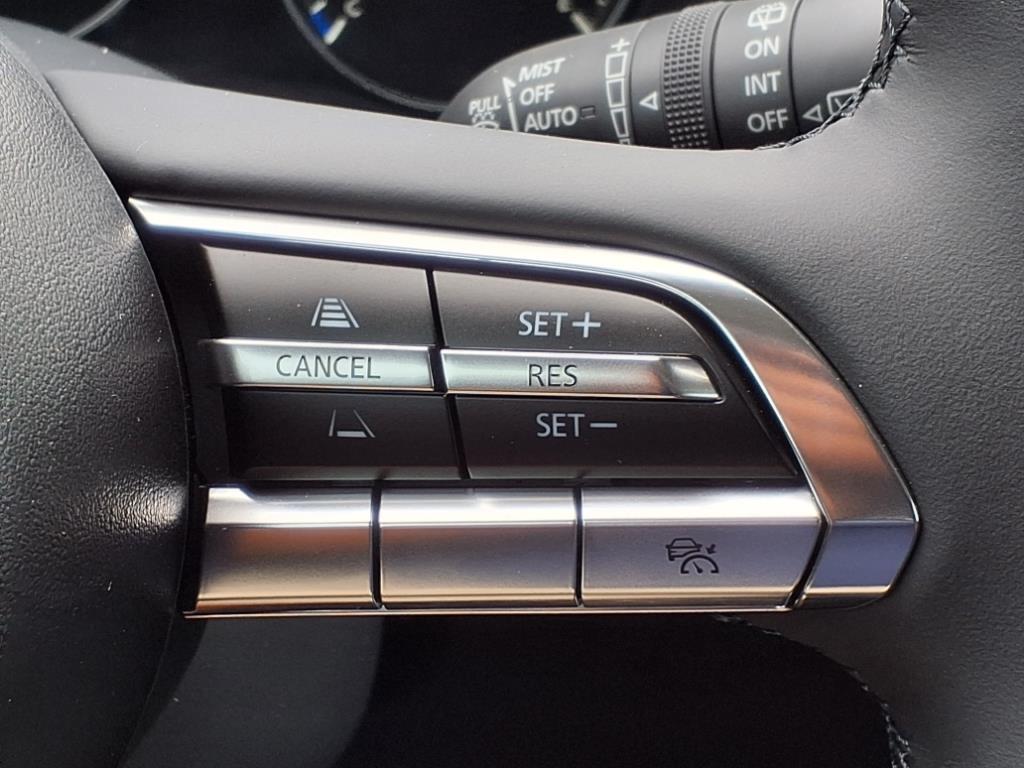 MIST
PULL
OFF
AUTO
ON
INT
OFF
SET+
CANCEL
RES
SET−